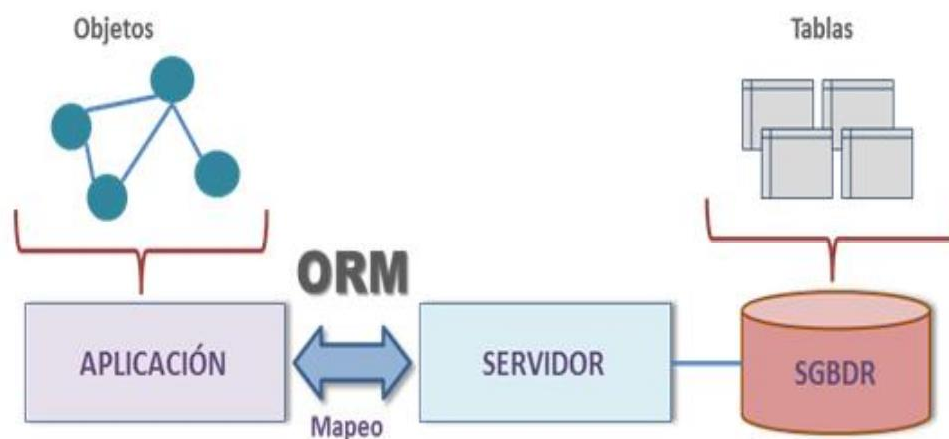 Objetos
Tablas
ORM
APLICACIÓN
SERVIDOR
SGBDR
Mapeo